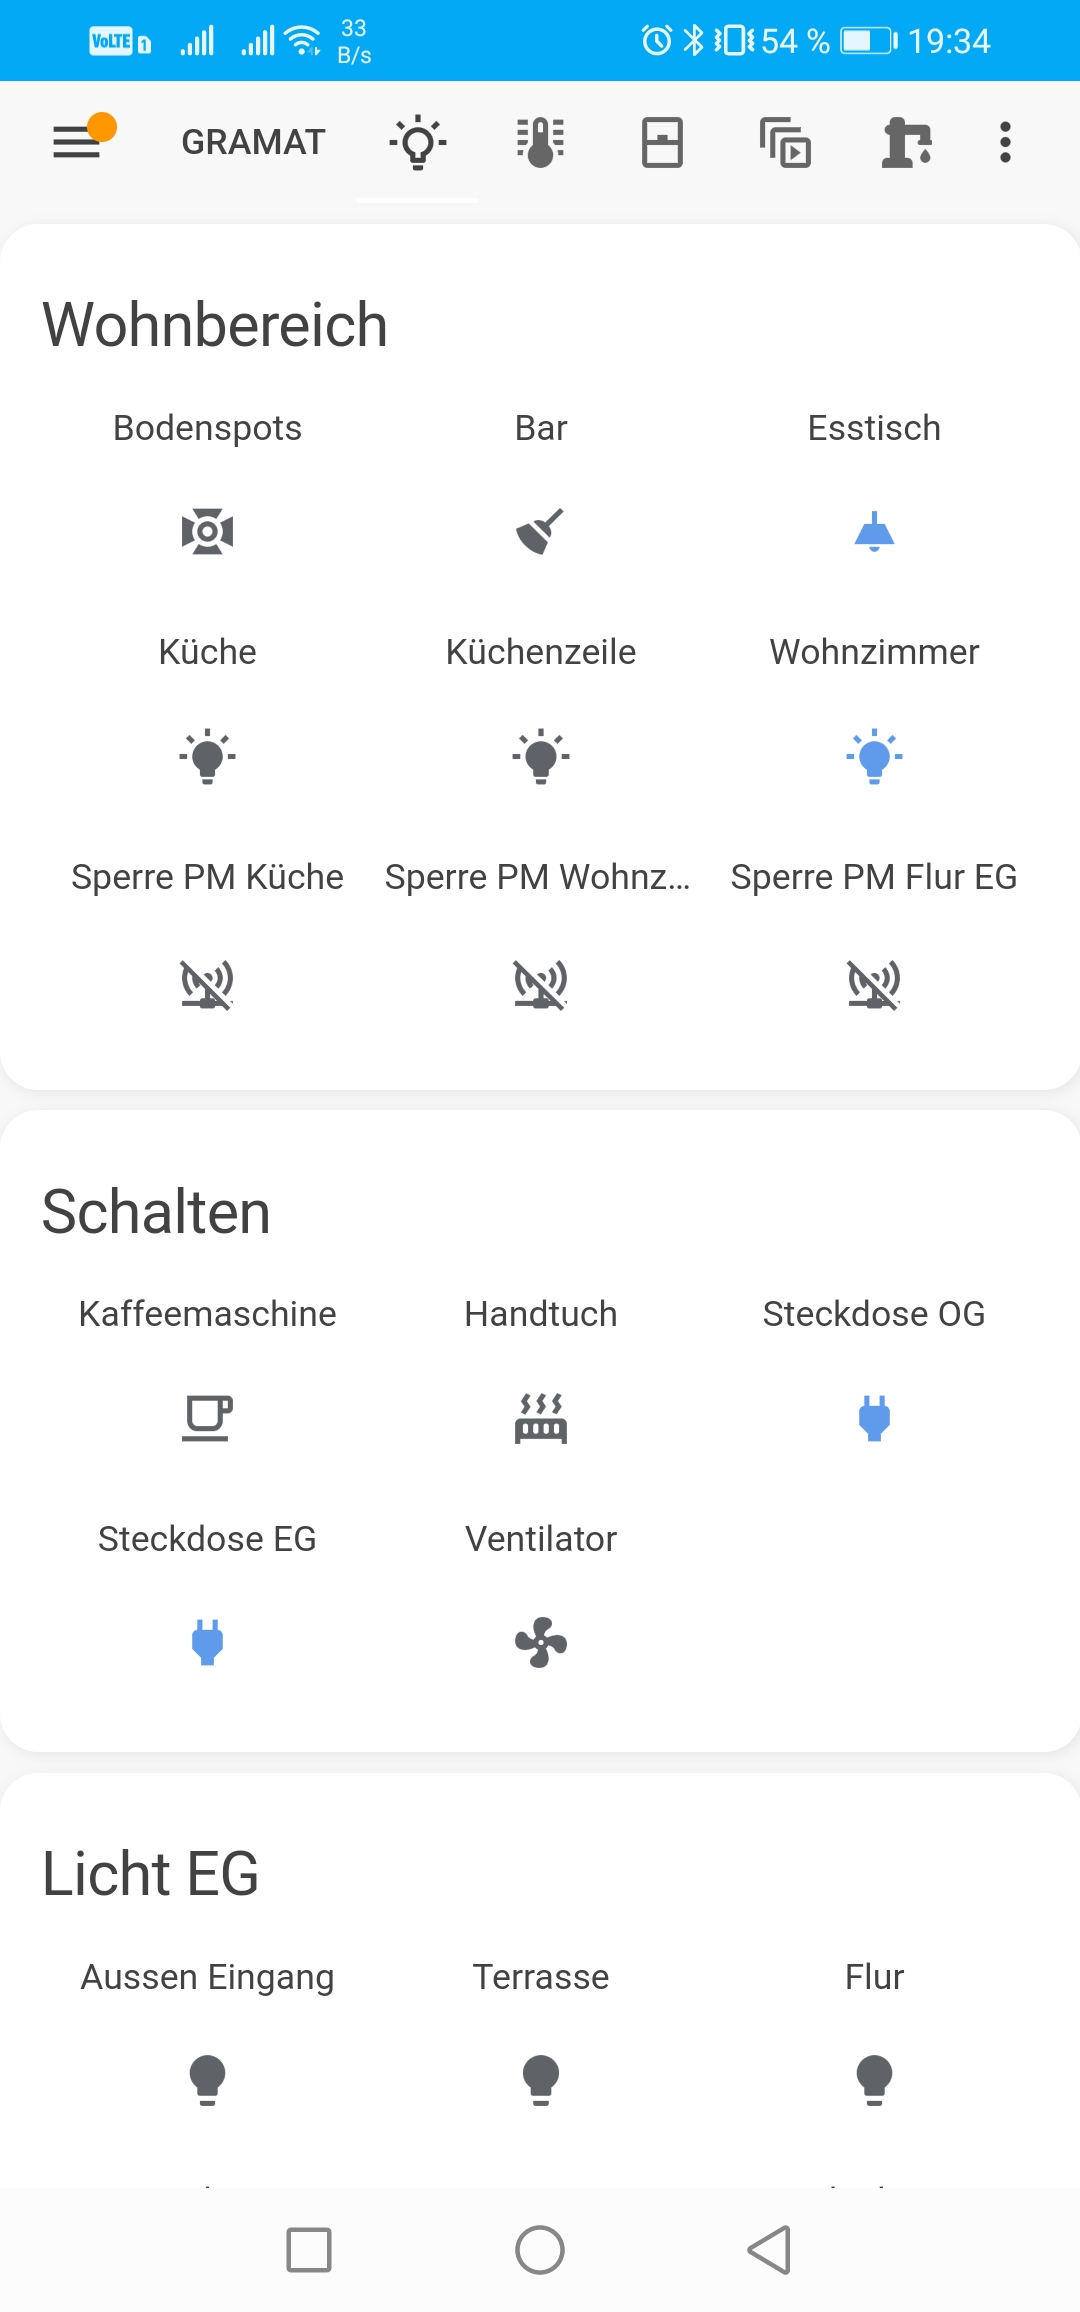 VoLTE 1 33 B/s 54 % 19:34
GRAMAT
Wohnbereich
Bodenspots Bar Esstisch
Küche Küchenzeile Wohnzimmer
Sperre PM Küche Sperre PM Wohnz... Sperre PM Flur EG
Schalten
Kaffeemaschine Handtuch Steckdose OG
Steckdose EG Ventilator
Licht EG
Aussen Eingang Terrasse Flur